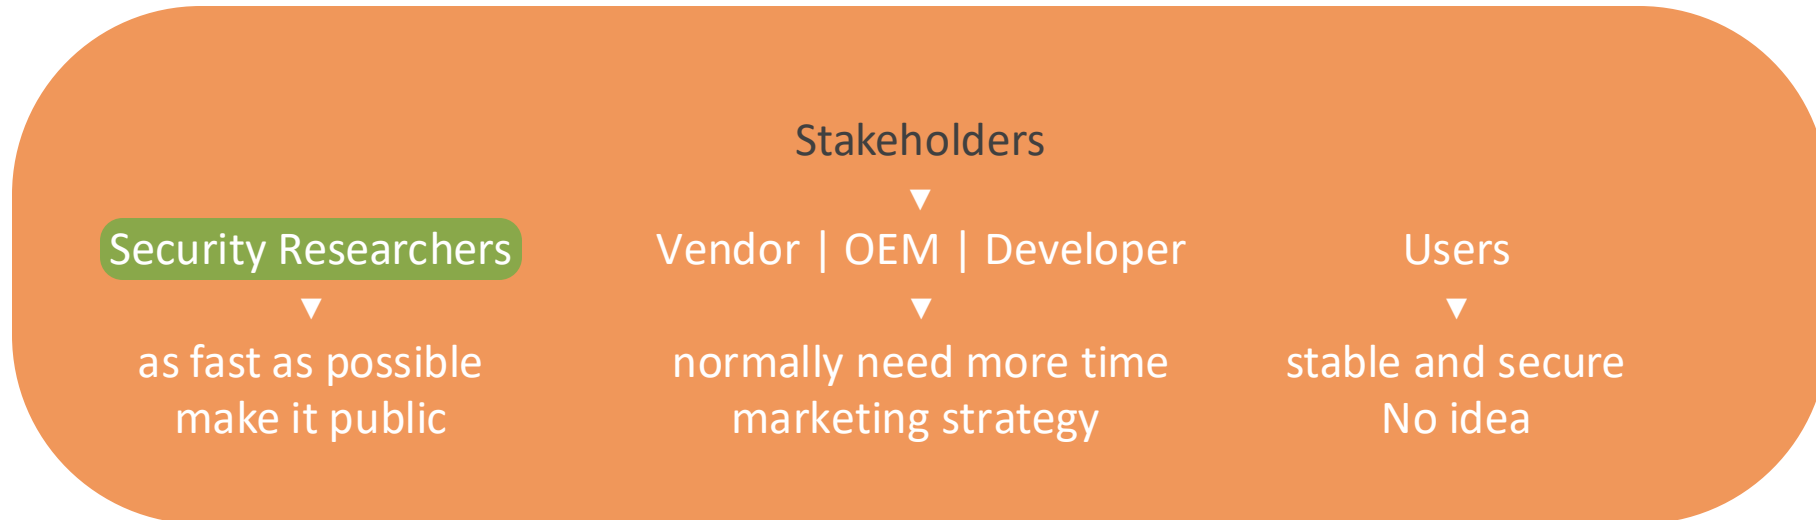 Stakeholders
▼
Security Researchers
Vendor | OEM | Developer
Users
▼
▼
▼
as fast as possible
make it public
normally need more time
marketing strategy
stable and secure
No idea